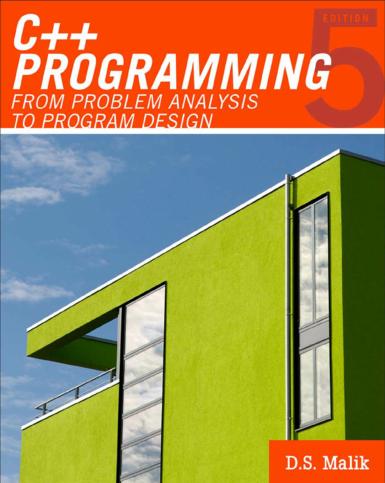 C++
PROGRAMMING
FROM PROBLEM ANALYSIS
TO PROGRAM DESIGN
EDITION
5
D.S. Malik